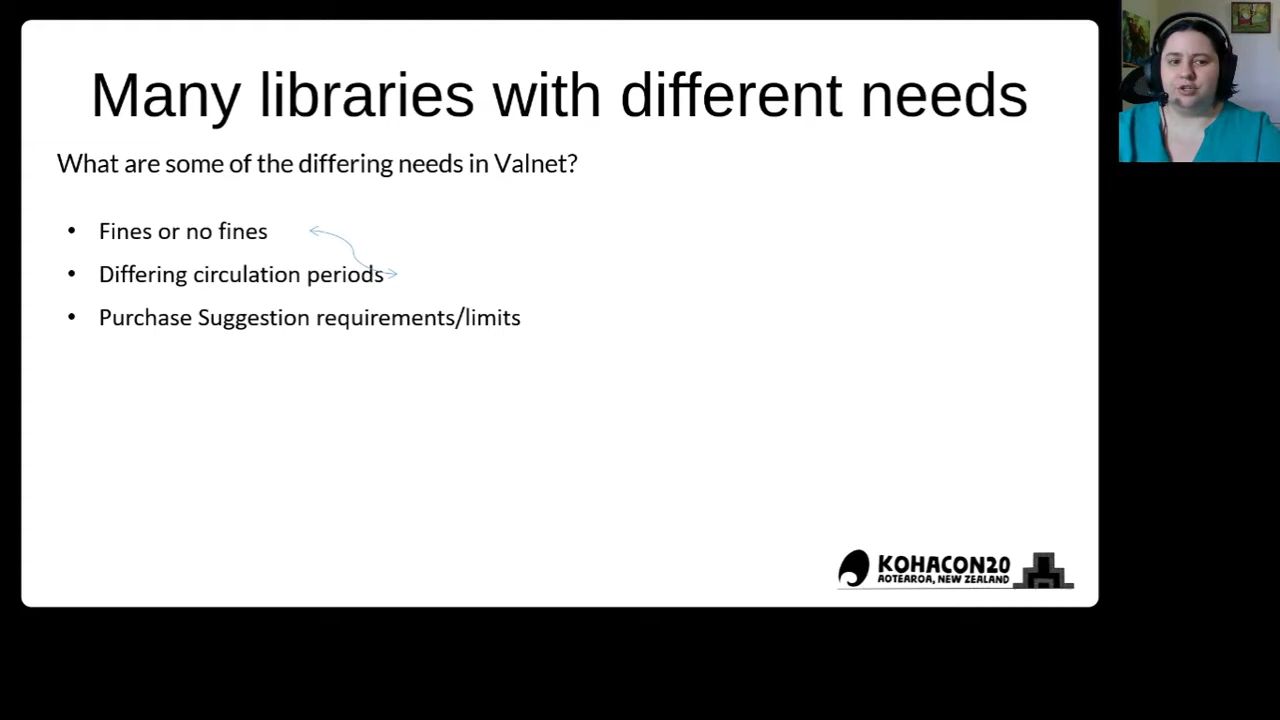 Many libraries with different needs
What are some of the differing needs in Valnet?
• Fines or no fines
• Differing circulation periods
• Purchase Suggestion requirements/limits
KOHACON20
AOTEAROA, NEW ZEALAND